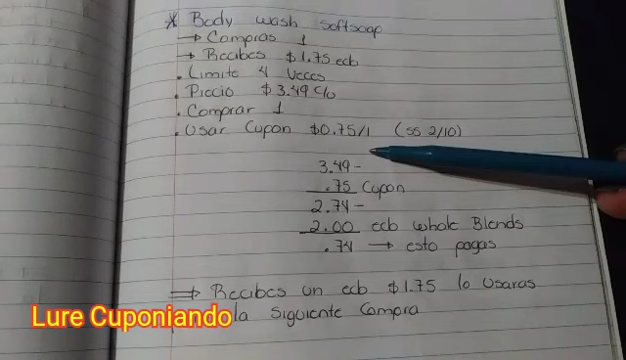 * Body wash softsoap
→ Compras 1
→ Recibes $1.75 ecb
. Limite 4 Veces
. Precio $3.49 c/o
. Comprar 1
. Usar Cupon $0.75/1 (SS 2/10)
3.49 -
.75 Cupon
2.74 -
2.00 ecb Whole Blends
.74 → esto pagas
⇒ Recibes un ecb $1.75 lo Usaras
la Siguiente Compra
Lure Cuponiando